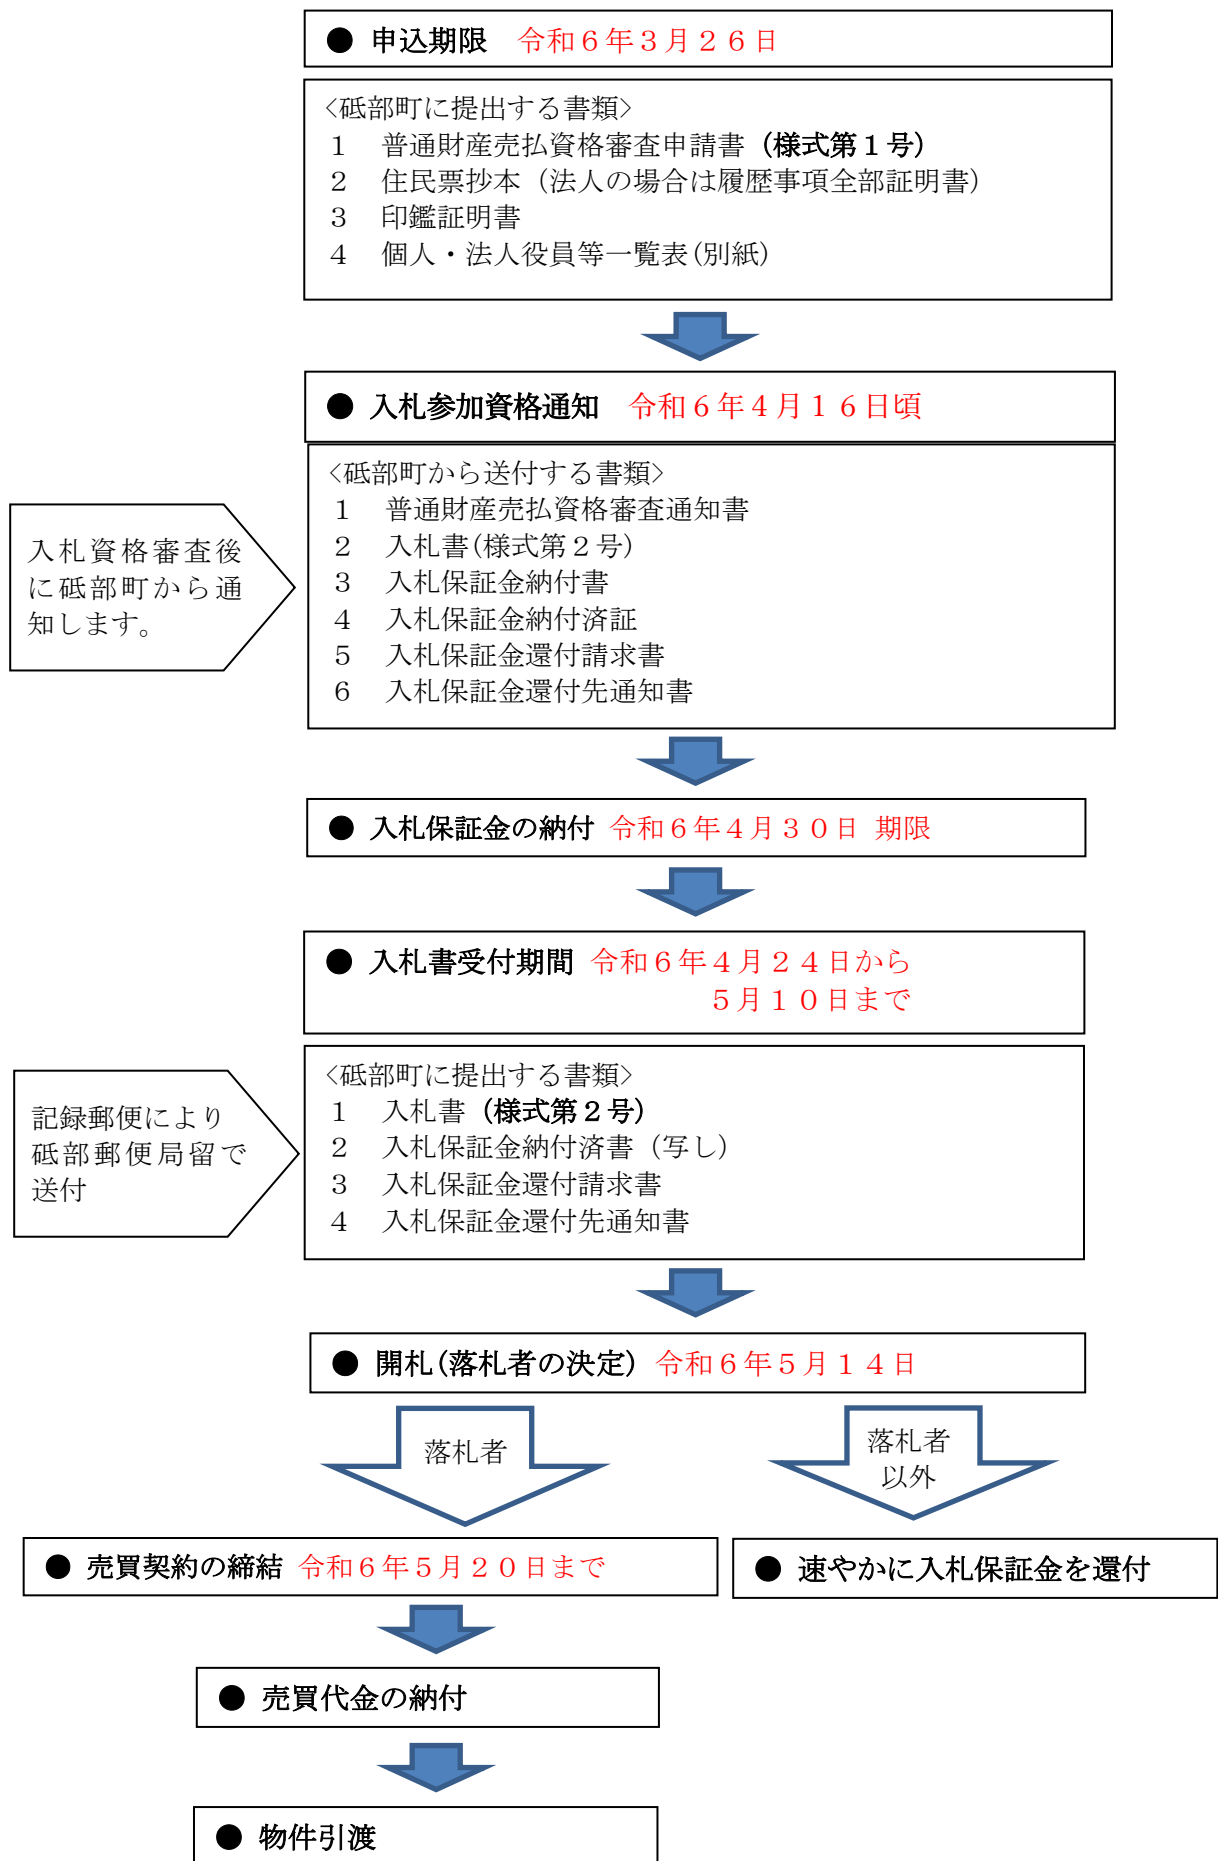 ● 申込期限　令和６年３月２６日
〈砥部町に提出する書類〉
１　普通財産売払資格審査申請書（様式第１号）
２　住民票抄本（法人の場合は履歴事項全部証明書）
３　印鑑証明書
４　個人・法人役員等一覧表(別紙)
● 入札参加資格通知　令和６年４月１６日頃
〈砥部町から送付する書類〉
１　普通財産売払資格審査通知書
２　入札書(様式第２号)
３　入札保証金納付書
４　入札保証金納付済証
５　入札保証金還付請求書
６　入札保証金還付先通知書
入札資格審査後
に砥部町から通
知します。
● 入札保証金の納付 令和６年４月３０日 期限
● 入札書受付期間 令和６年４月２４日から
５月１０日まで
〈砥部町に提出する書類〉
１　入札書（様式第２号）
２　入札保証金納付済書（写し）
３　入札保証金還付請求書
４　入札保証金還付先通知書
記録郵便により
砥部郵便局留で
送付
● 開札(落札者の決定) 令和６年５月１４日
落札者
落札者
以外
● 売買契約の締結 令和６年５月２０日まで
● 速やかに入札保証金を還付
● 売買代金の納付
● 物件引渡